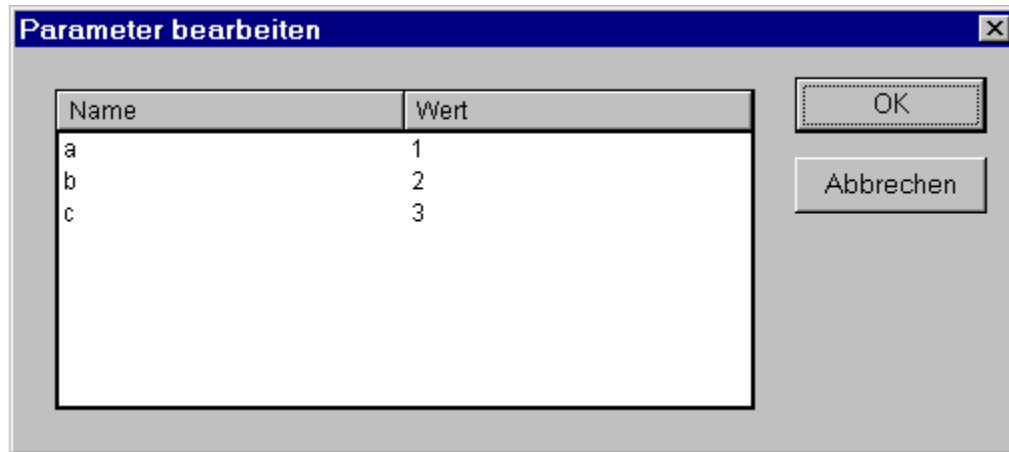 Parameter bearbeiten
Name Wert
a 1
b 2
c 3
OK
Abbrechen